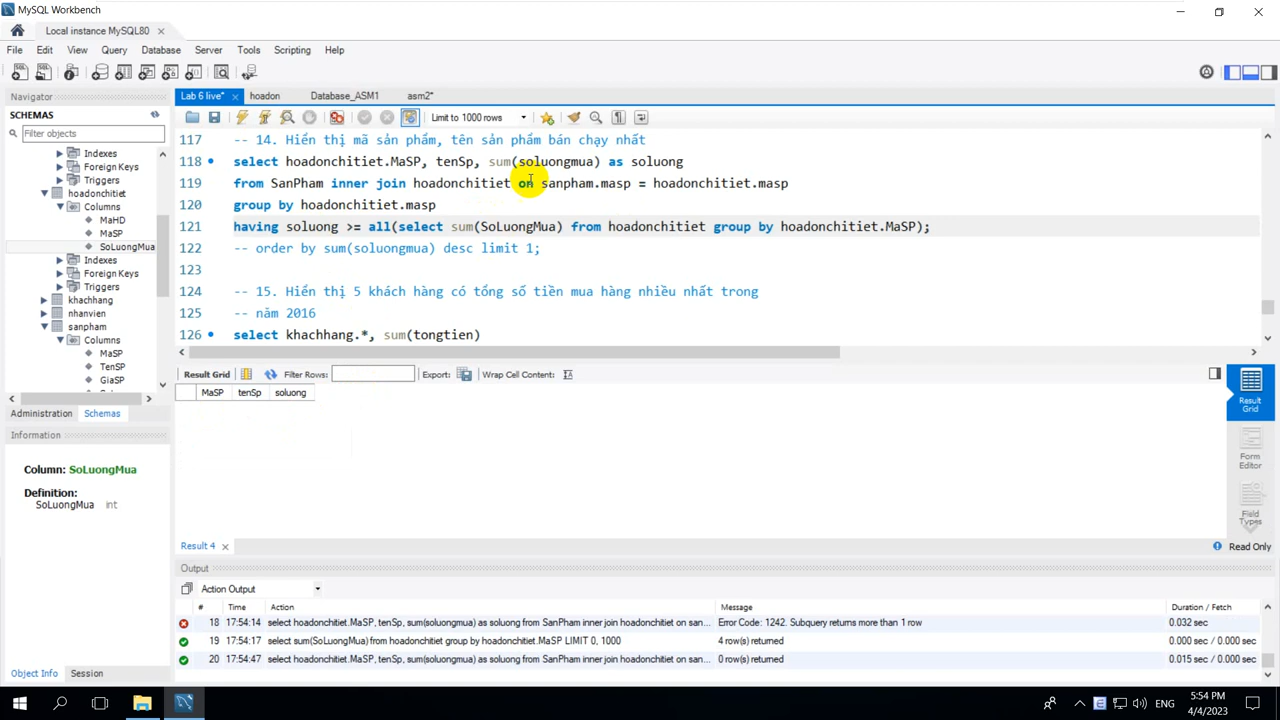 MySQL Workbench
Local instance MySQL80
File Edit View Query Database Server Tools Scripting Help
Navigator
SCHEMAS
Filter objects
Indexes
Foreign Keys
Triggers
hoadonchitiet
Columns
MaHD
MaSP
SoLuongMua
Indexes
Foreign Keys
Triggers
khachhang
nhanvien
sanpham
Columns
MaSP
TenSP
GiaSP
Administration Schemas
Information
Column: SoLuongMua
Definition:
SoLuongMua int
Object Info Session
Lab 6 live* hoadon Database_ASM1 asm2*
Limit to 1000 rows
117 -- 14. Hiển thị mã sản phẩm, tên sản phẩm bán chạy nhất
118 select hoadonchitiet.MaSP, tenSp, sum(soluongmua) as soluong
119 from SanPham inner join hoadonchitiet on sanpham.masp = hoadonchitiet.masp
120 group by hoadonchitiet.masp
121 having soluong >= all(select sum(SoLuongMua) from hoadonchitiet group by hoadonchitiet.MaSP);
122 -- order by sum(soluongmua) desc limit 1;
123
124 -- 15. Hiển thị 5 khách hàng có tổng số tiền mua hàng nhiều nhất trong
125 -- năm 2016
126 select khachhang.*, sum(tongtien)
Result Grid Filter Rows: Export: Wrap Cell Content:
MaSP tenSp soluong
Result Grid
Form Editor
Field Types
Result 4
Read Only
Output
Action Output
# Time Action Message Duration / Fetch
18 17:54:14 select hoadonchitiet.MaSP, tenSp, sum(soluongmua) as soluong from SanPham inner join hoadonchitiet on san... Error Code: 1242. Subquery returns more than 1 row 0.032 sec
19 17:54:17 select sum(SoLuongMua) from hoadonchitiet group by hoadonchitiet.MaSP LIMIT 0, 1000 4 row(s) returned 0.000 sec / 0.000 sec
20 17:54:47 select hoadonchitiet.MaSP, tenSp, sum(soluongmua) as soluong from SanPham inner join hoadonchitiet on san... 0 row(s) returned 0.015 sec / 0.000 sec
ENG
5:54 PM
4/4/2023